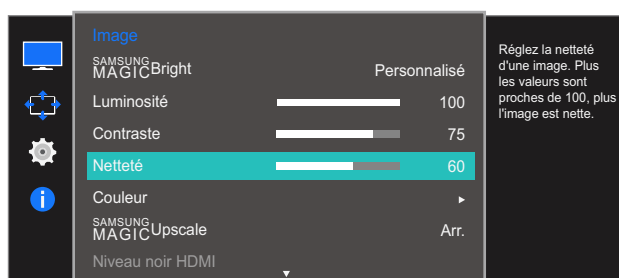 Image
SAMSUNG
MAGICBright Personnalisé
Luminosité 100
Contraste 75
Netteté 60
Couleur
SAMSUNG
MAGICUpscale Arr.
Niveau noir HDMI
Réglez la netteté
d'une image. Plus
les valeurs sont
proches de 100, plus
l'image est nette.